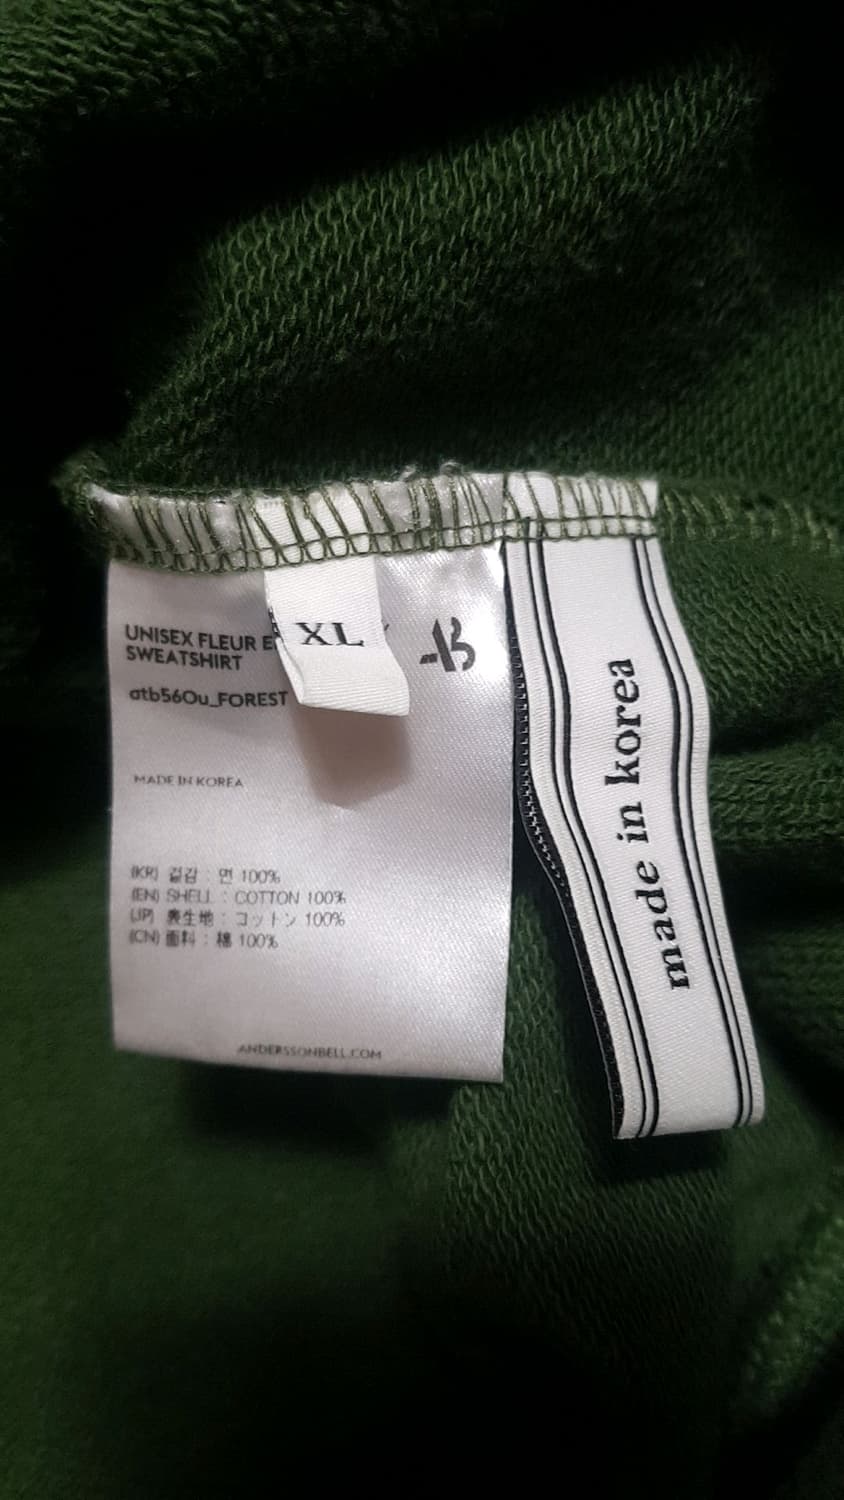 UNISEX FLEUR E
SWEATSHIRT
XL
atb560u_FOREST
MADE IN KOREA
(KR) 겉감 : 면 100%
(EN) SHELL : COTTON 100%
(JP) 裏生地 : コットン 100%
(CN) 面料 : 棉 100%
ANDERSSONBELL.COM
made in korea